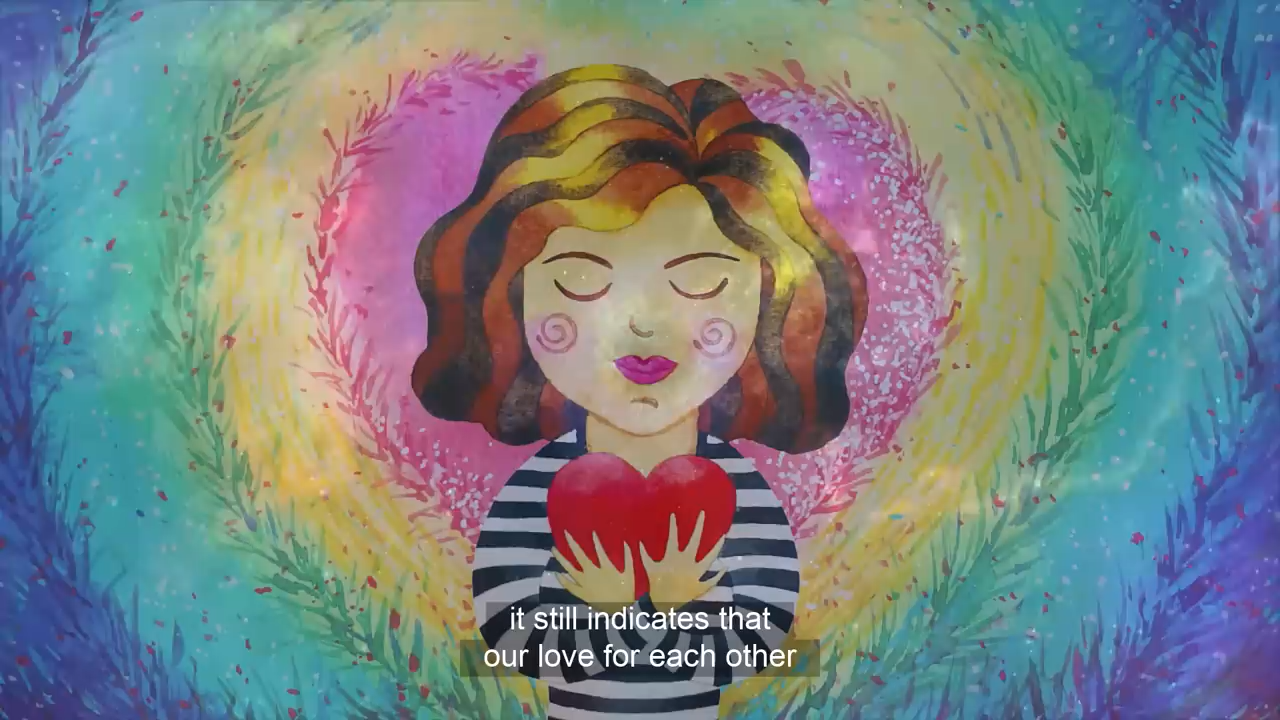 it still indicates that
our love for each other